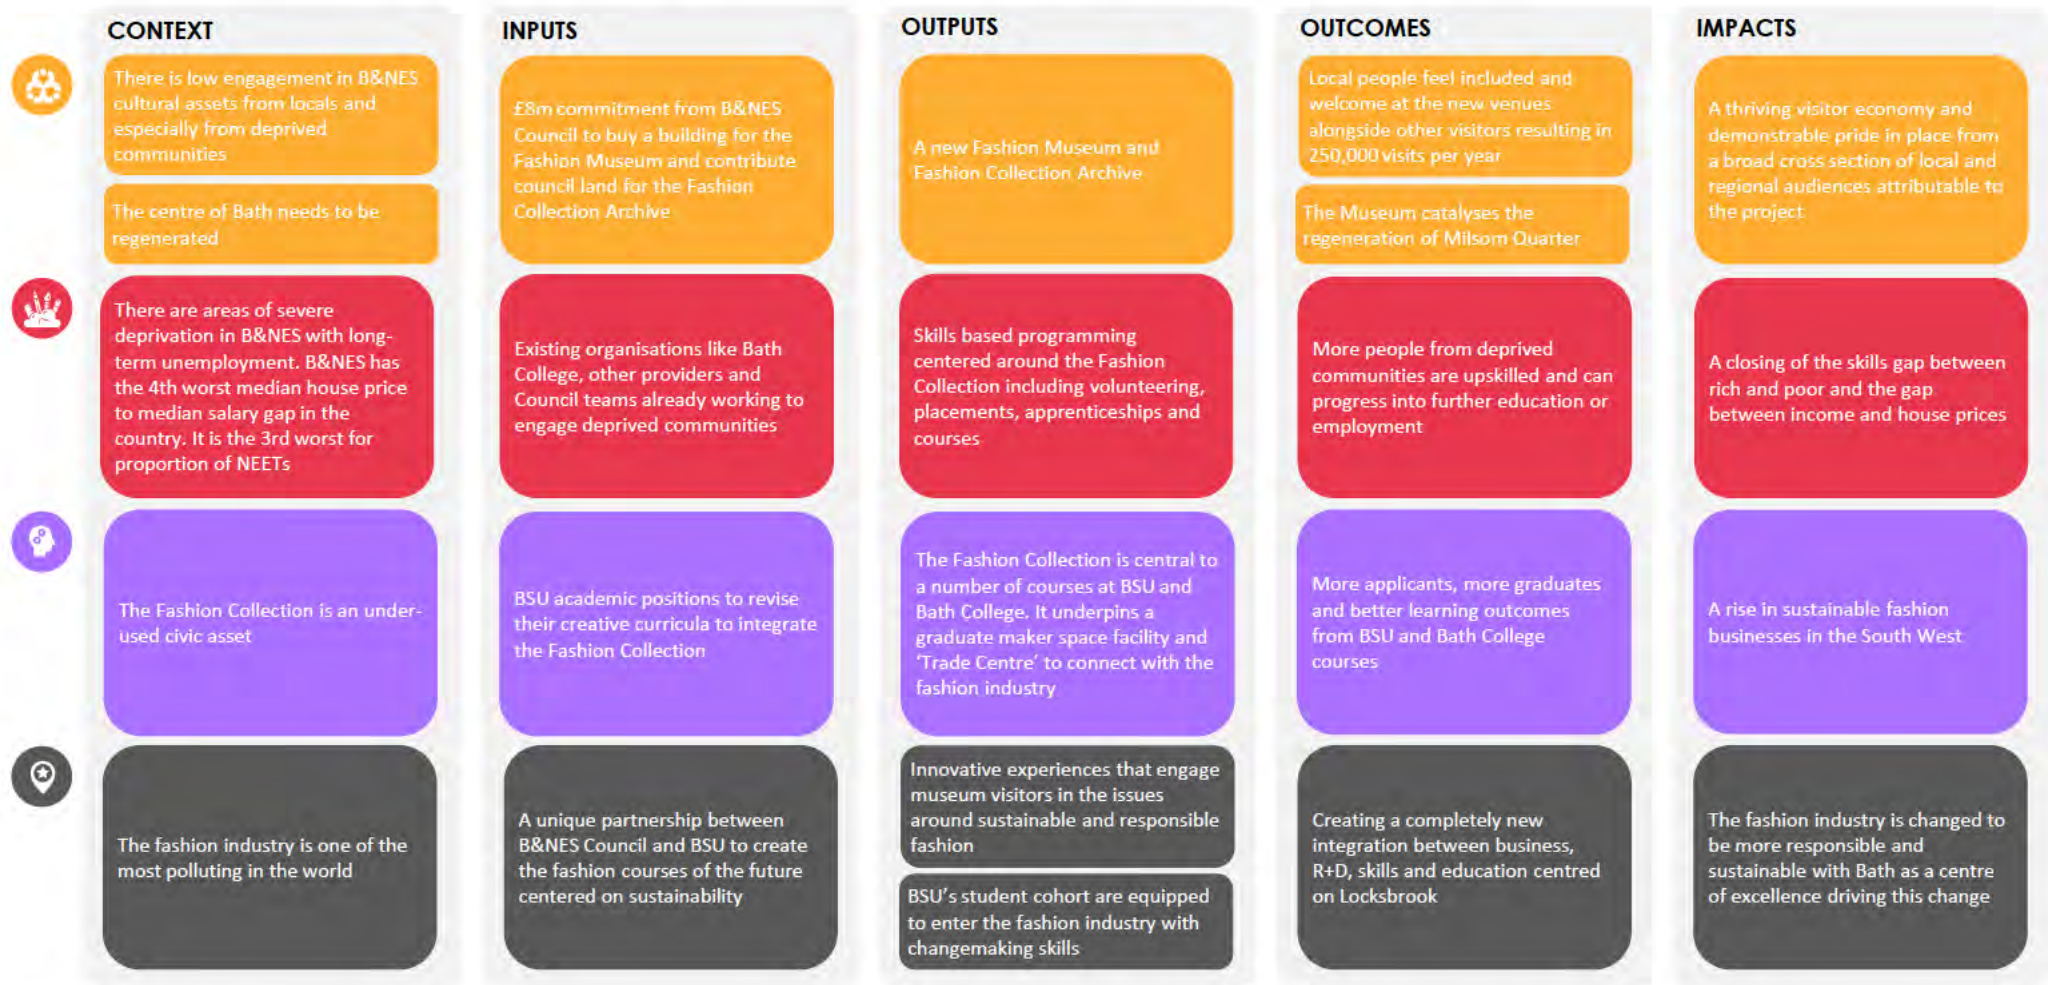 CONTEXT
INPUTS
OUTPUTS
OUTCOMES
IMPACTS
There is low engagement in B&NES
cultural assets from locals and
especially from deprived
communities
The centre of Bath needs to be
regenerated
£8m commitment from B&NES
Council to buy a building for the
Fashion Museum and contribute
council land for the Fashion
Collection Archive
A new Fashion Museum and
Fashion Collection Archive
Local people feel included and
welcome at the new venues
alongside other visitors resulting in
250,000 visits per year
The Museum catalyses the
regeneration of Milsom Quarter
A thriving visitor economy and
demonstrable pride in place from
a broad cross section of local and
regional audiences attributable to
the project
There are areas of severe
deprivation in B&NES with long-
term unemployment. B&NES has
the 4th worst median house price
to median salary gap in the
country. It is the 3rd worst for
proportion of NEETs
Existing organisations like Bath
College, other providers and
Council teams already working to
engage deprived communities
Skills based programming
centered around the Fashion
Collection including volunteering,
placements, apprenticeships and
courses
More people from deprived
communities are upskilled and can
progress into further education or
employment
A closing of the skills gap between
rich and poor and the gap
between income and house prices
The Fashion Collection is an under-
used civic asset
BSU academic positions to revise
their creative curricula to integrate
the Fashion Collection
The Fashion Collection is central to
a number of courses at BSU and
Bath College. It underpins a
graduate maker space facility and
‘Trade Centre’ to connect with the
fashion industry
More applicants, more graduates
and better learning outcomes
from BSU and Bath College
courses
A rise in sustainable fashion
businesses in the South West
The fashion industry is one of the
most polluting in the world
A unique partnership between
B&NES Council and BSU to create
the fashion courses of the future
centered on sustainability
Innovative experiences that engage
museum visitors in the issues
around sustainable and responsible
fashion
BSU’s student cohort are equipped
to enter the fashion industry with
changemaking skills
Creating a completely new
integration between business,
R+D, skills and education centred
on Locksbrook
The fashion industry is changed to
be more responsible and
sustainable with Bath as a centre
of excellence driving this change